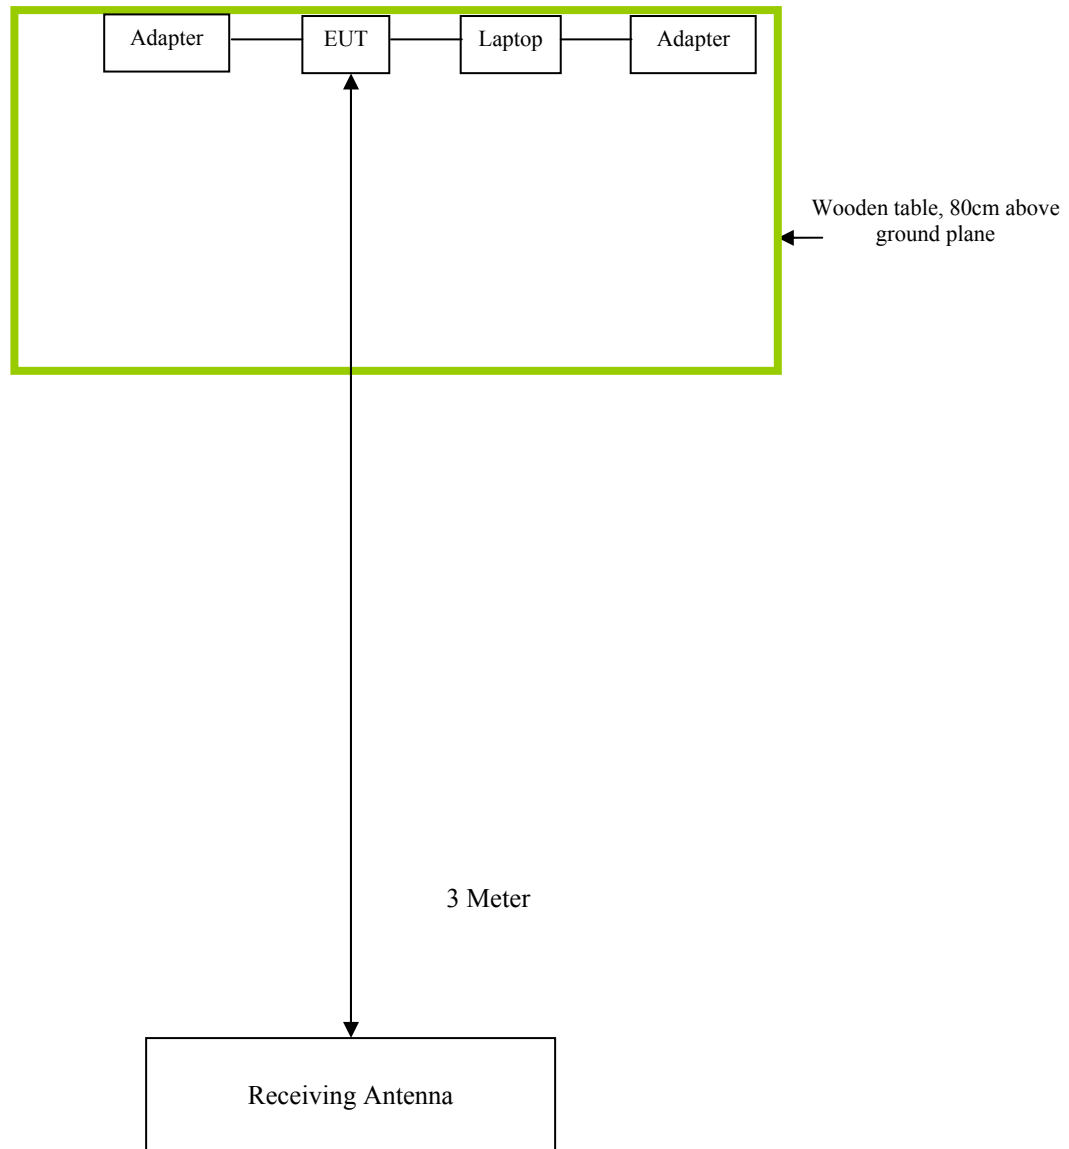 Adapter
EUT
Laptop
Adapter
Wooden table, 80cm above
ground plane
3 Meter
Receiving Antenna